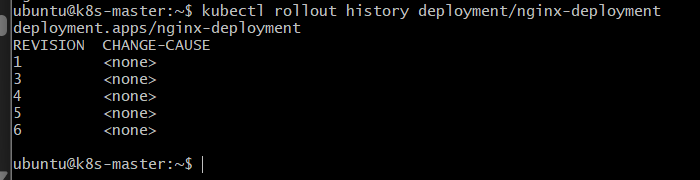 ubuntu@k8s-master:~$ kubectl rollout history deployment/nginx-deployment
deployment.apps/nginx-deployment
REVISION  CHANGE-CAUSE
1         <none>
3         <none>
4         <none>
5         <none>
6         <none>
ubuntu@k8s-master:~$